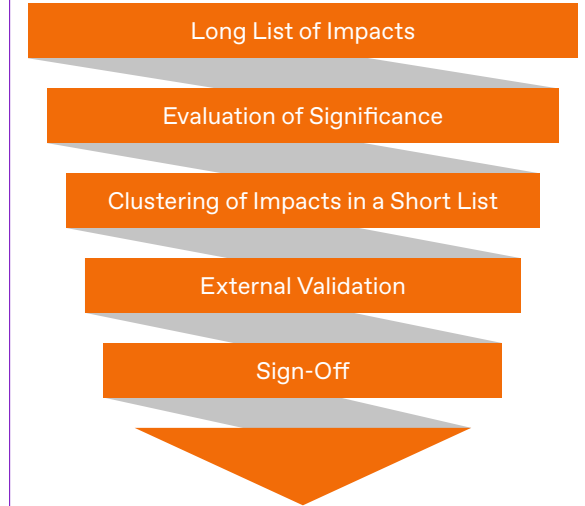 Long List of Impacts
Evaluation of Significance
Clustering of Impacts in a Short List
External Validation
Sign-Off